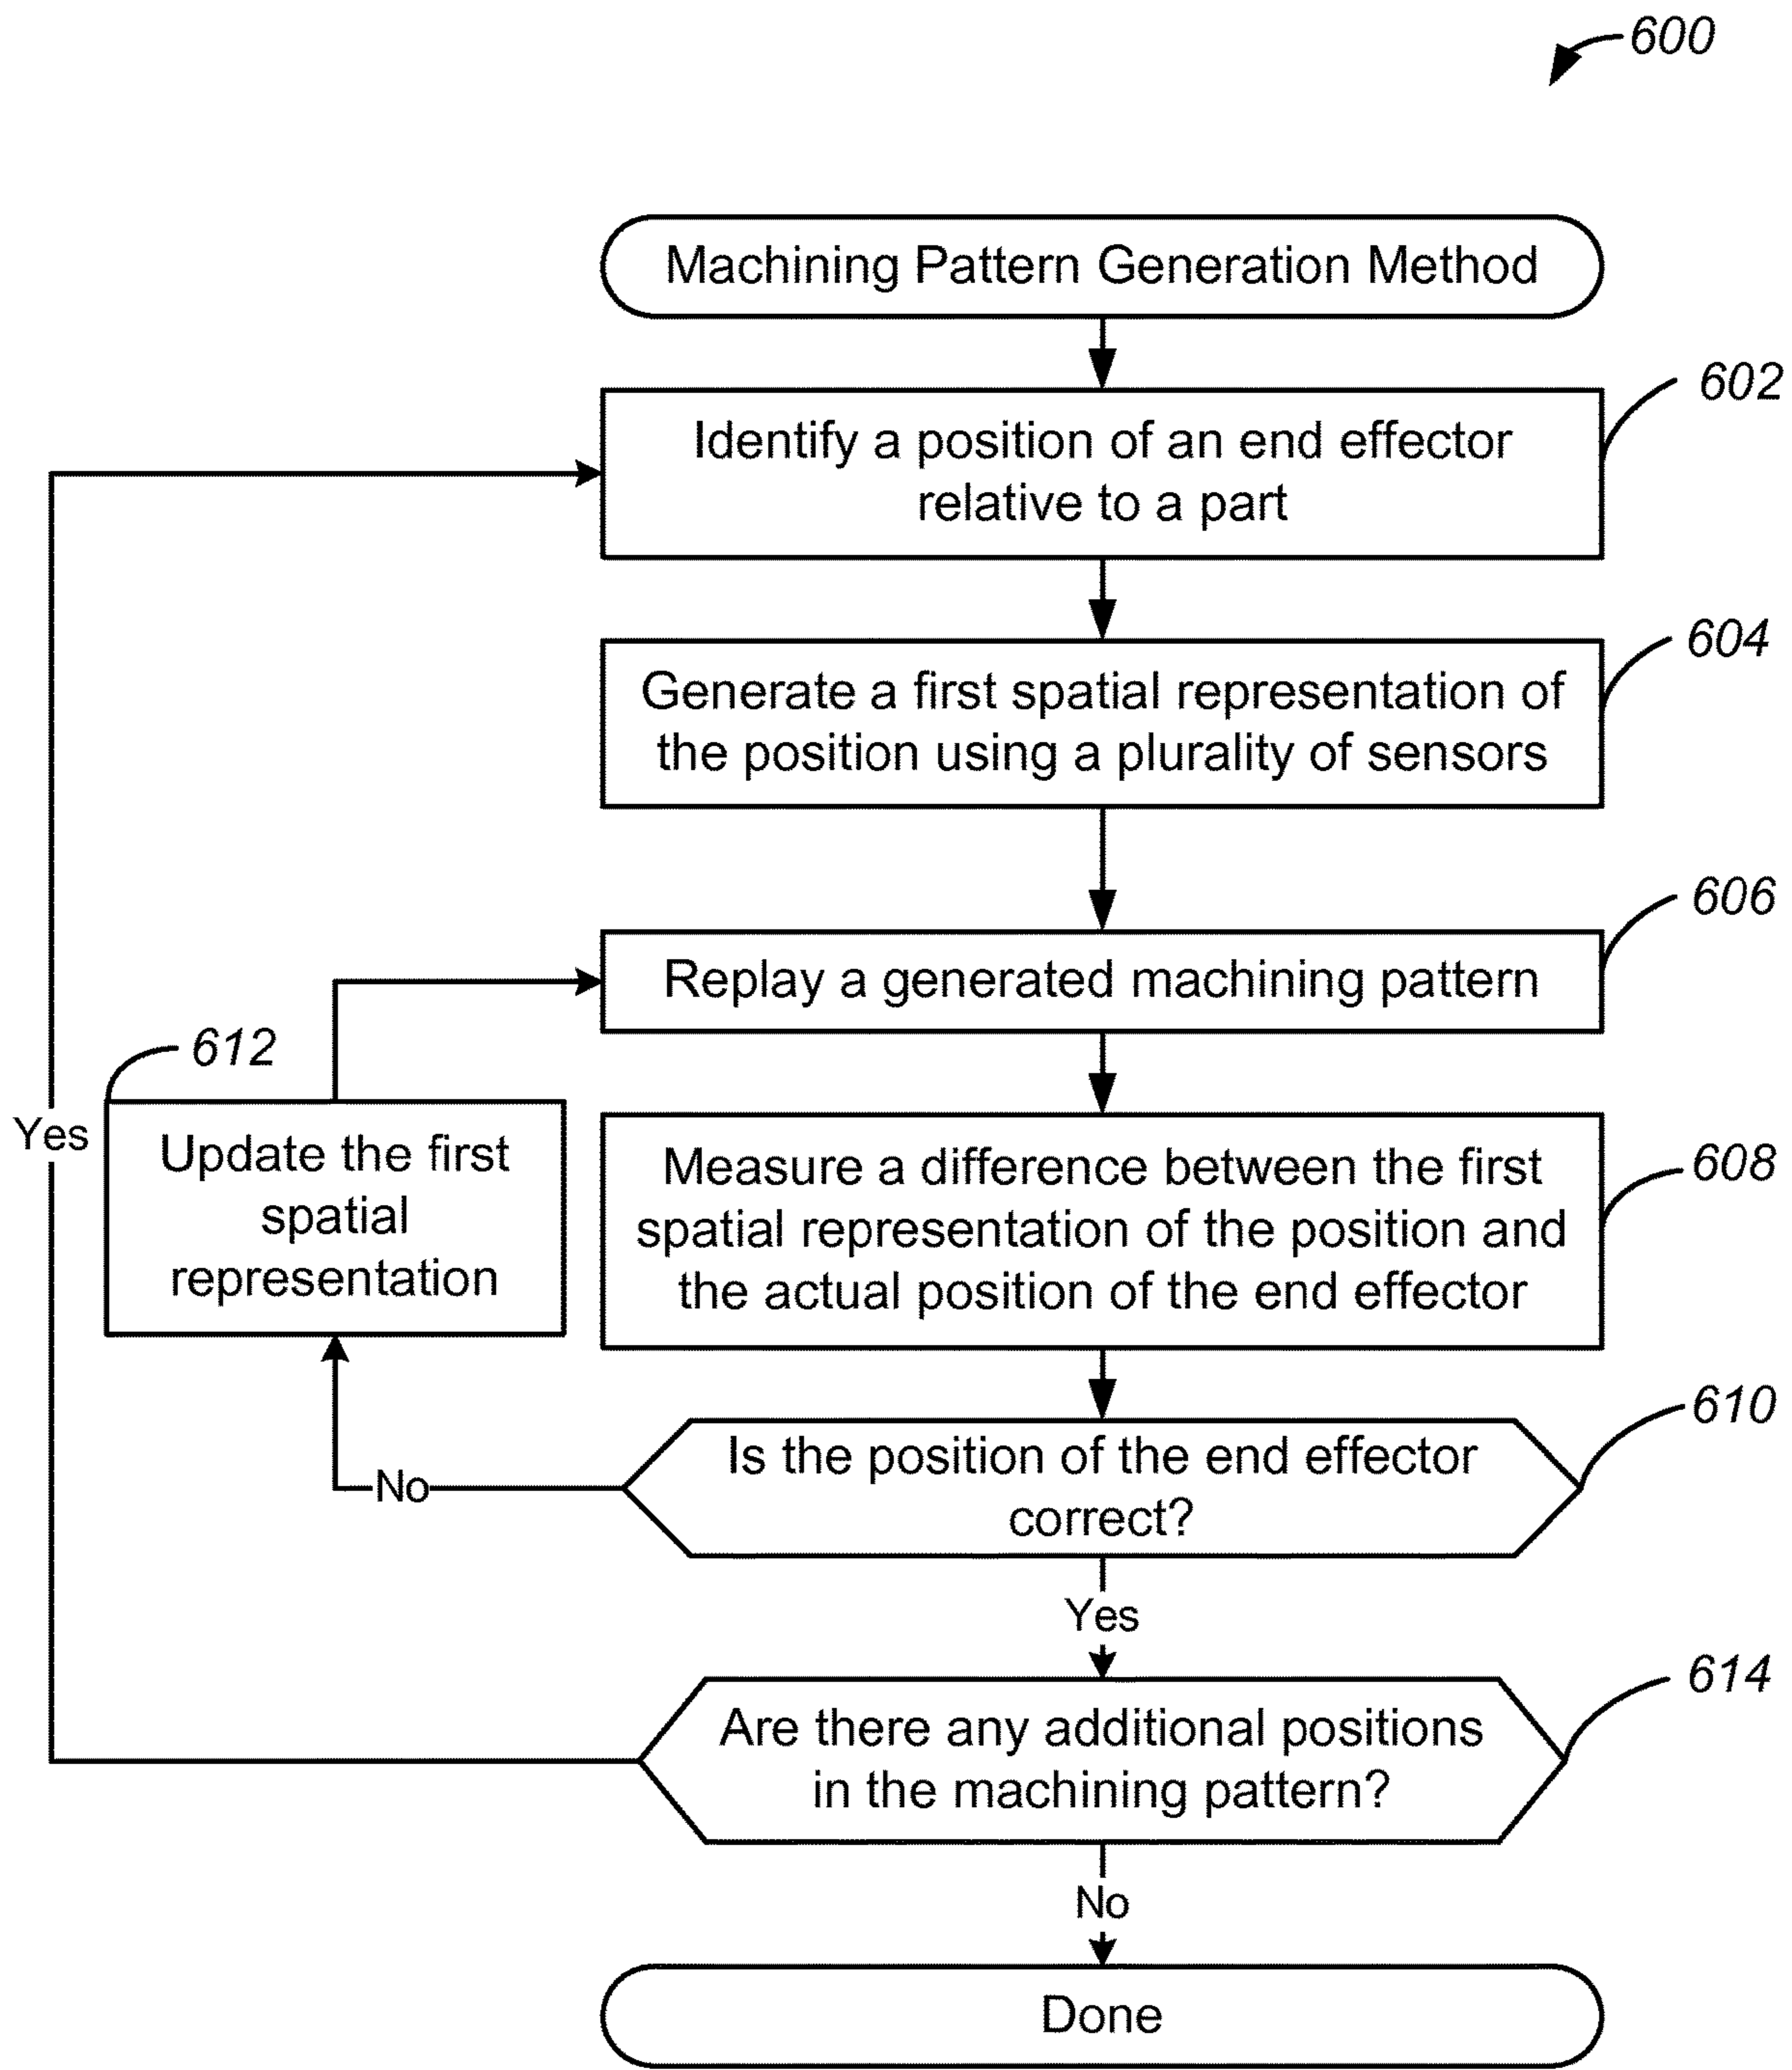 600
Machining Pattern Generation Method
602
Identify a position of an end effector
relative to a part
604
Generate a first spatial representation of
the position using a plurality of sensors
606
Replay a generated machining pattern
612
Update the first
spatial
representation
Yes
608
Measure a difference between the first
spatial representation of the position and
the actual position of the end effector
610
Is the position of the end effector
correct?
No
Yes
614
Are there any additional positions
in the machining pattern?
No
Done